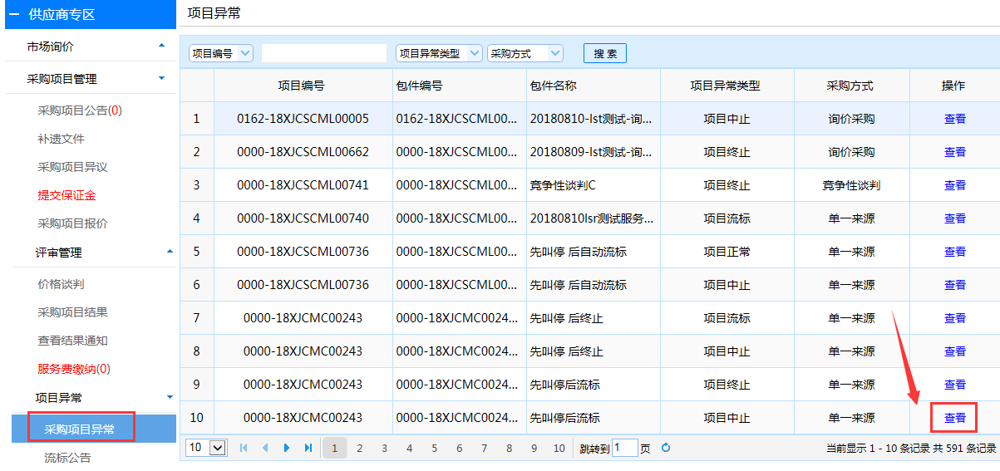 供应商专区
市场询价
采购项目管理
采购项目公告(0)
补遗文件
采购项目异议
提交保证金
采购项目报价
评审管理
价格谈判
采购项目结果
查看结果通知
服务费缴纳(0)
项目异常
采购项目异常
流标公告
项目异常
项目编号 项目异常类型 采购方式 搜 索
项目编号 包件编号 包件名称 项目异常类型 采购方式 操作
1 0162-18XJCSCML00005 0162-18XJCSCML00... 20180810-lst测试-询... 项目中止 询价采购 查看
2 0000-18XJCSCML00662 0000-18XJCSCML00... 20180809-lst测试-询... 项目终止 询价采购 查看
3 0000-18XJCSCML00741 0000-18XJCSCML00... 竞争性谈判C 项目终止 竞争性谈判 查看
4 0000-18XJCSCML00740 0000-18XJCSCML00... 20180810lsr测试服务... 项目流标 单一来源 查看
5 0000-18XJCSCML00736 0000-18XJCSCML00... 先叫停 后自动流标 项目正常 单一来源 查看
6 0000-18XJCSCML00736 0000-18XJCSCML00... 先叫停 后自动流标 项目中止 单一来源 查看
7 0000-18XJCMC00243 0000-18XJCMC0024... 先叫停 后终止 项目流标 单一来源 查看
8 0000-18XJCMC00243 0000-18XJCMC0024... 先叫停 后终止 项目中止 单一来源 查看
9 0000-18XJCMC00243 0000-18XJCMC0024... 先叫停后流标 项目终止 单一来源 查看
10 0000-18XJCMC00243 0000-18XJCMC0024... 先叫停后流标 项目中止 单一来源 查看
10 1 2 3 4 5 6 7 8 9 10 跳转到 1 页 当前显示 1 - 10 条记录 共 591 条记录